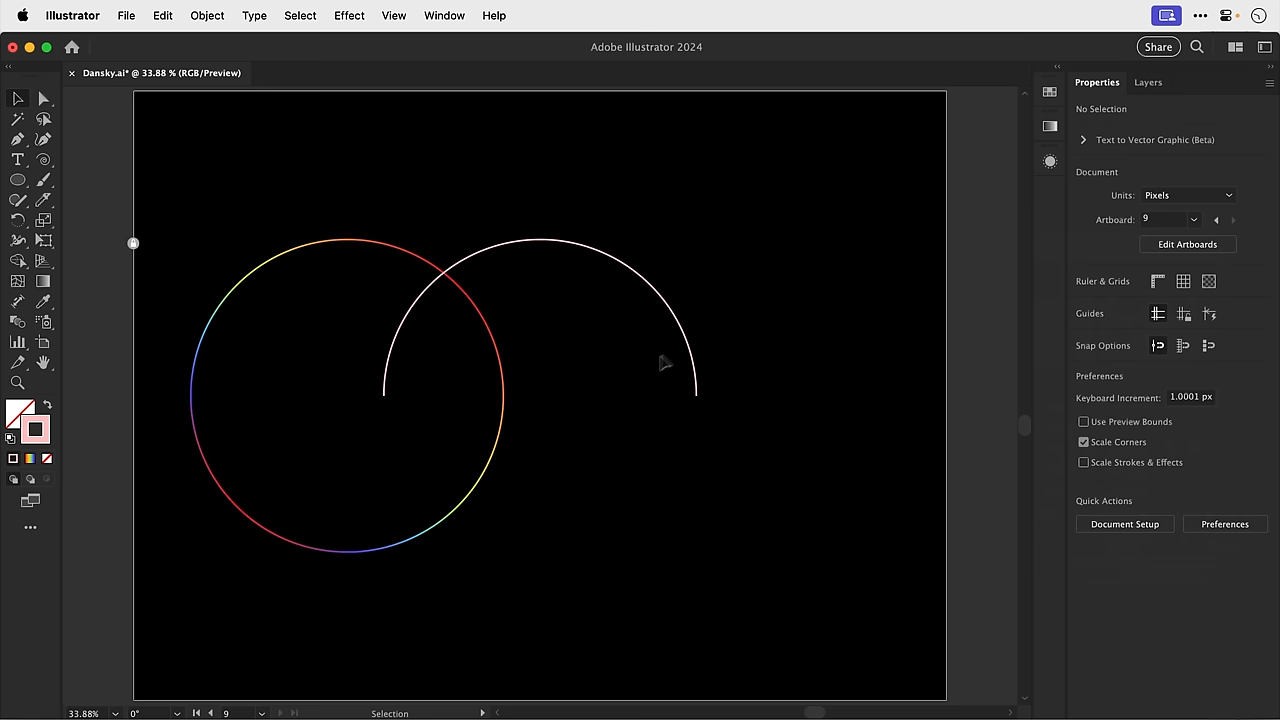 Illustrator File Edit Object Type Select Effect View Window Help
Adobe Illustrator 2024
Share
Dansky.ai* @ 33.88 % (RGB/Preview)
Properties Layers
No Selection
Text to Vector Graphic (Beta)
Document
Units: Pixels
Artboard: 9
Edit Artboards
Ruler & Grids
Guides
Snap Options
Preferences
Keyboard Increment: 1.0001 px
Use Preview Bounds
Scale Corners
Scale Strokes & Effects
Quick Actions
Document Setup Preferences
33.88% 0° 9 Selection